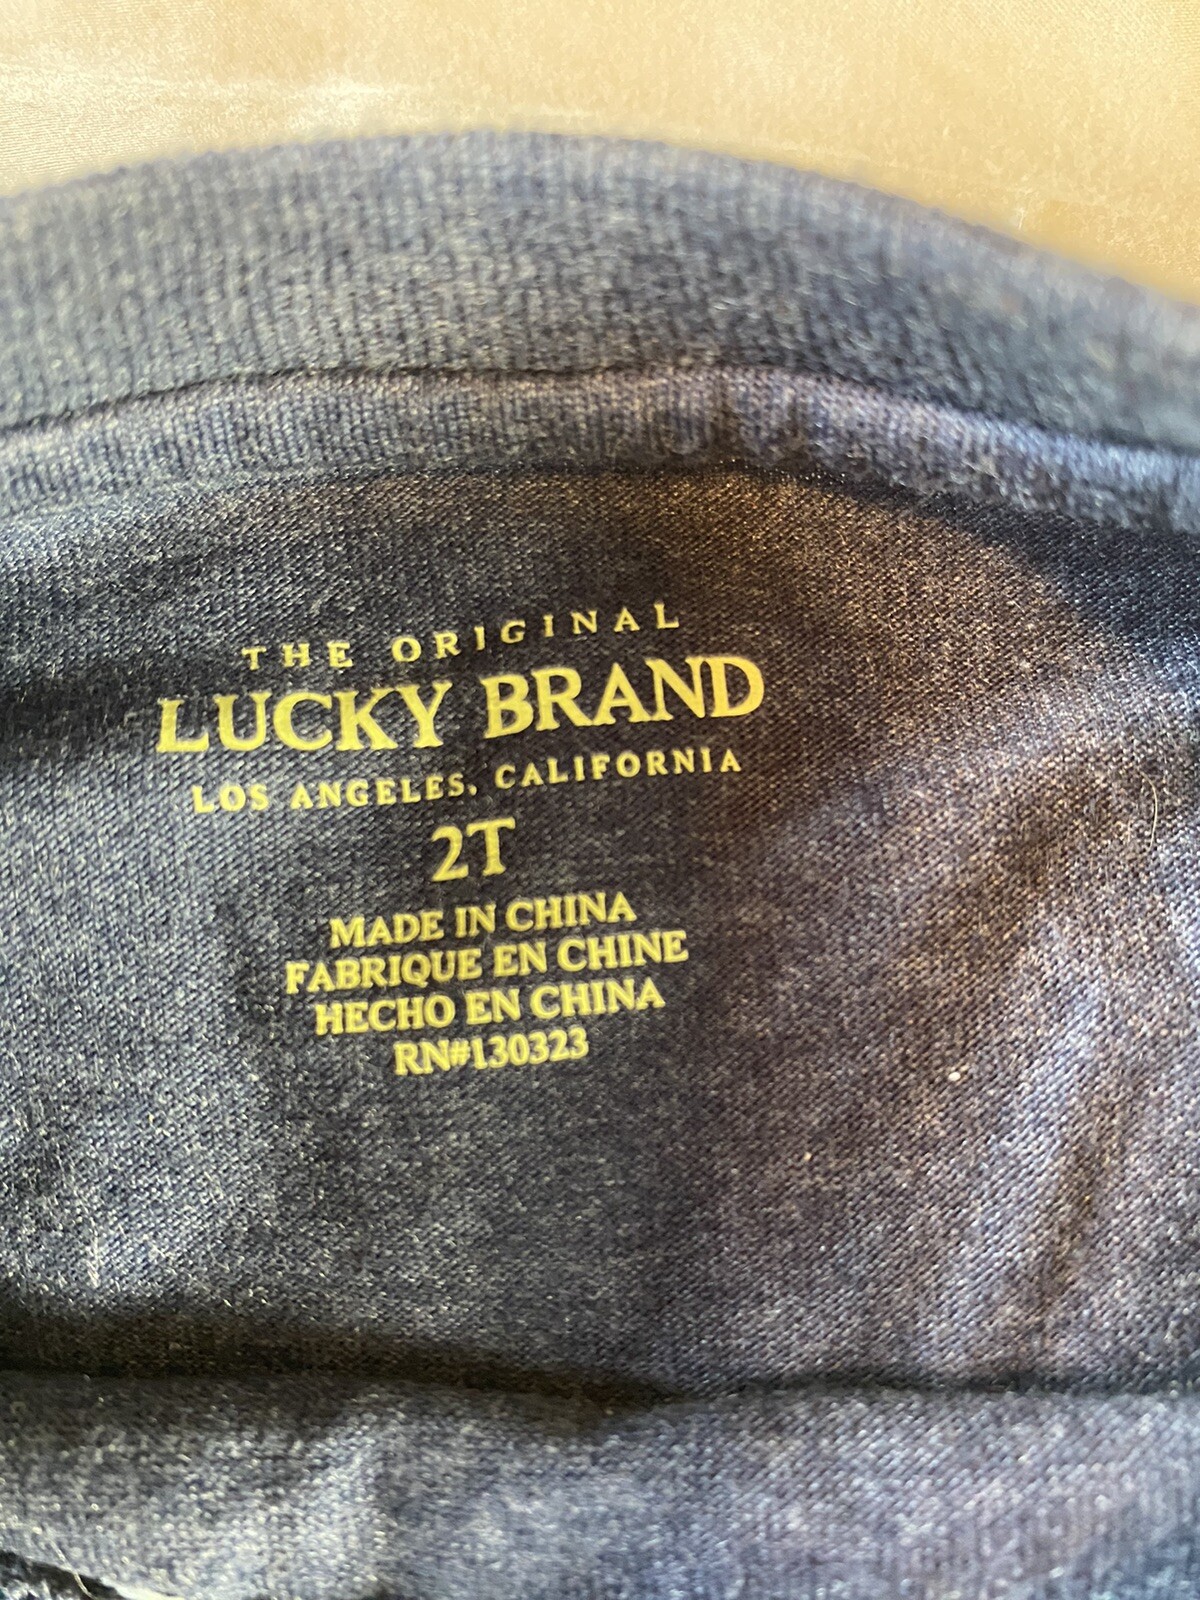 THE ORIGINAL
LUCKY BRAND
LOS ANGELES, CALIFORNIA
2T
MADE IN CHINA
FABRIQUE EN CHINE
HECHO EN CHINA
RN#130323